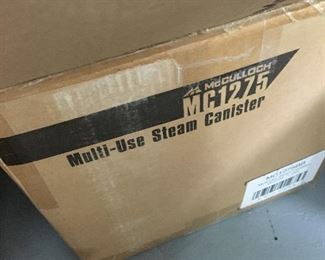 McCULLOCH
MC1275
Multi-Use Steam Canister